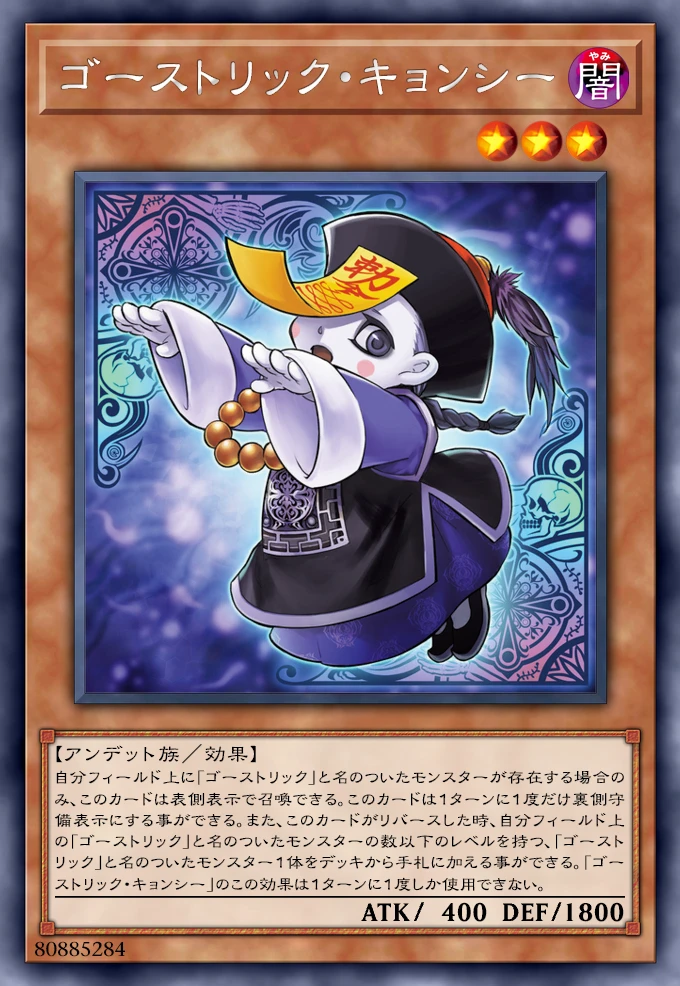 ゴーストリック・キョンシー
やみ
闇
勅令
【アンデット族／効果】
自分フィールド上に「ゴーストリック」と名のついたモンスターが存在する場合の
み、このカードは表側表示で召喚できる。このカードは1ターンに1度だけ裏側守
備表示にする事ができる。また、このカードがリバースした時、自分フィールド上
の「ゴーストリック」と名のついたモンスターの数以下のレベルを持つ、「ゴース
トリック」と名のついたモンスター1体をデッキから手札に加える事ができる。「ゴー
ストリック・キョンシー」のこの効果は1ターンに1度しか使用できない。
ATK/ 400 DEF/1800
80885284